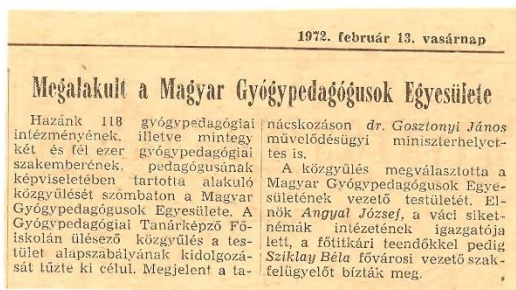 1972. február 13. vasárnap
Megalakult a Magyar Gyógypedagógusok Egyesülete
Hazánk 118 gyógypedagógiai
intézményének, illetve mintegy
két és fél ezer gyógypedagógiai
szakemberének, pedagógusának
képviseletében tartotta alakuló
közgyűlését szombaton a Magyar
Gyógypedagógusok Egyesülete. A
Gyógypedagógiai Tanárképző Fő-
iskolán ülésező közgyűlés a tes-
tület alapszabályának kidolgozá-
sát tűzte ki célul. Megjelent a ta-
nácskozáson dr. Gosztonyi János
művelődésügyi miniszterhelyet-
tes is.
A közgyűlés megválasztotta a
Magyar Gyógypedagógusok Egye-
sületének vezető testületét. El-
nök Angyal József, a váci siket-
némák intézetének igazgatója
lett, a főtitkári teendőkkel pedig
Sziklay Béla fővárosi vezető szak-
felügyelőt bízták meg.